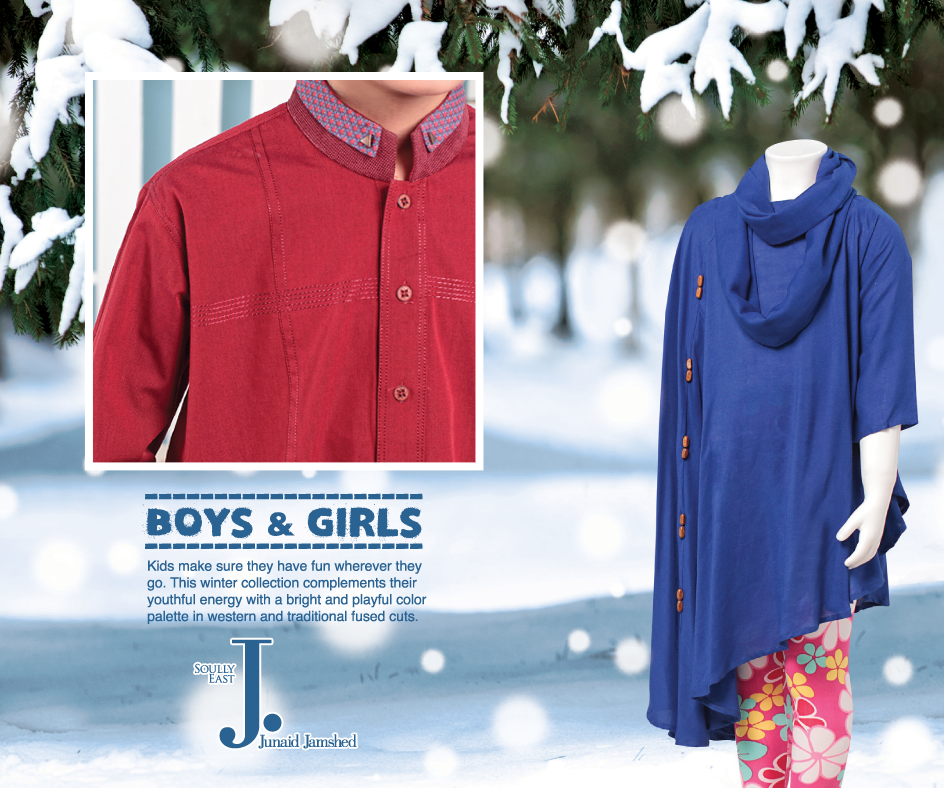 BOYS & GIRLS
Kids make sure they have fun wherever they
go. This winter collection complements their
youthful energy with a bright and playful color
palette in western and traditional fused cuts.
SOULLY
EAST
J.
Junaid Jamshed